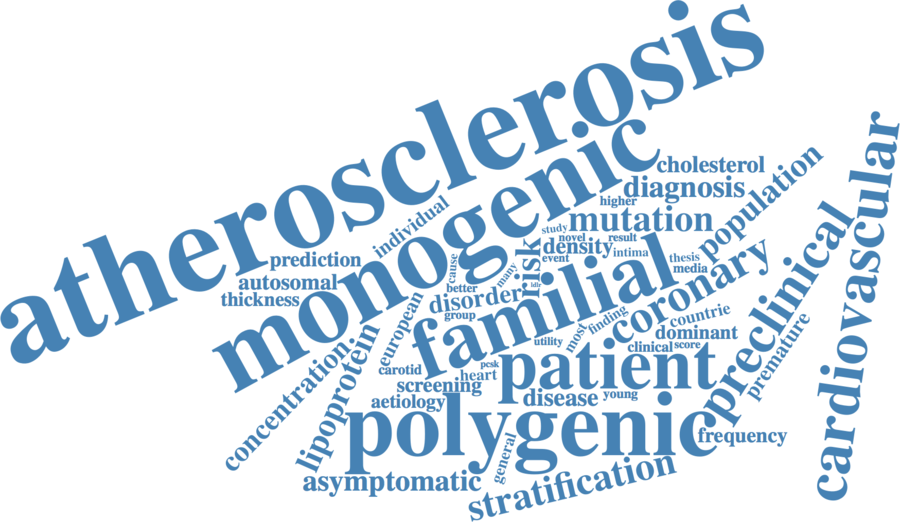 atherosclerosis
monogenic
cholesterol
diagnosis
higher
mutation
population
cardiovascular
individual
prediction
autosomal
thickness
study
novel
result
density
event
intima
risk
cause
many
better
ldlr
thesis
media
familial
coronary
preclinical
disorder
group
european
concentration
lipoprotein
carotid
pcsk
heart
screening
aetiology
utility
most
finding
countrie
dominant
clinical
score
premature
patient
disease
young
polygenic
frequency
general
asymptomatic
stratification